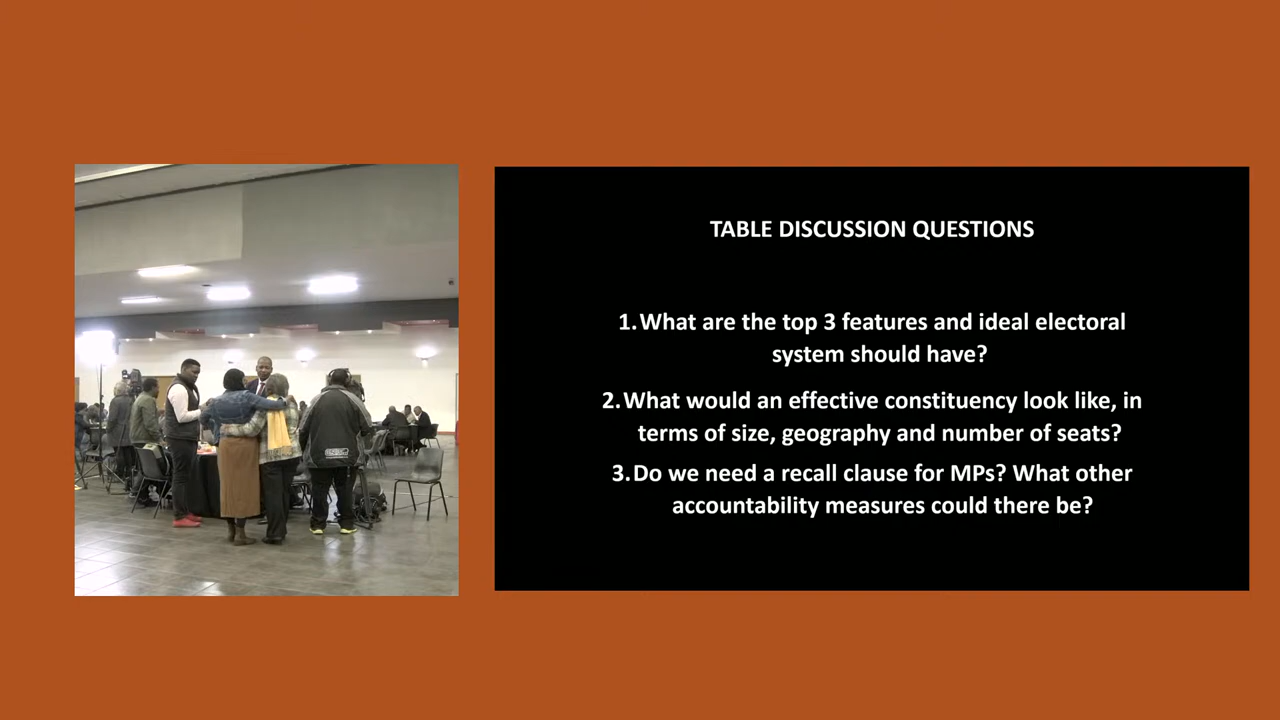 TABLE DISCUSSION QUESTIONS
1.What are the top 3 features and ideal electoral
system should have?
2.What would an effective constituency look like, in
terms of size, geography and number of seats?
3.Do we need a recall clause for MPs? What other
accountability measures could there be?